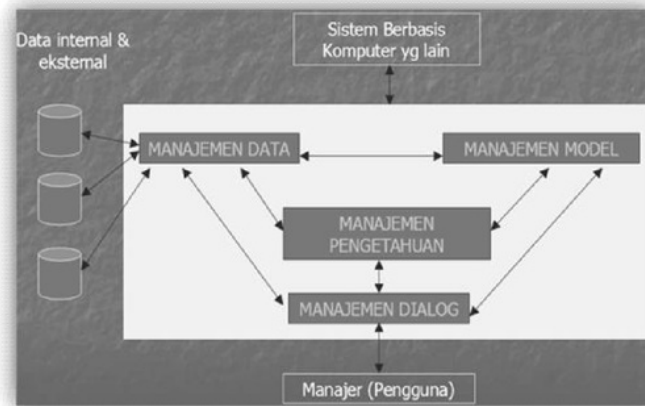 Data internal &
eksternal
Sistem Berbasis
Komputer yg lain
MANAJEMEN DATA
MANAJEMEN MODEL
MANAJEMEN
PENGETAHUAN
MANAJEMEN DIALOG
Manajer (Pengguna)